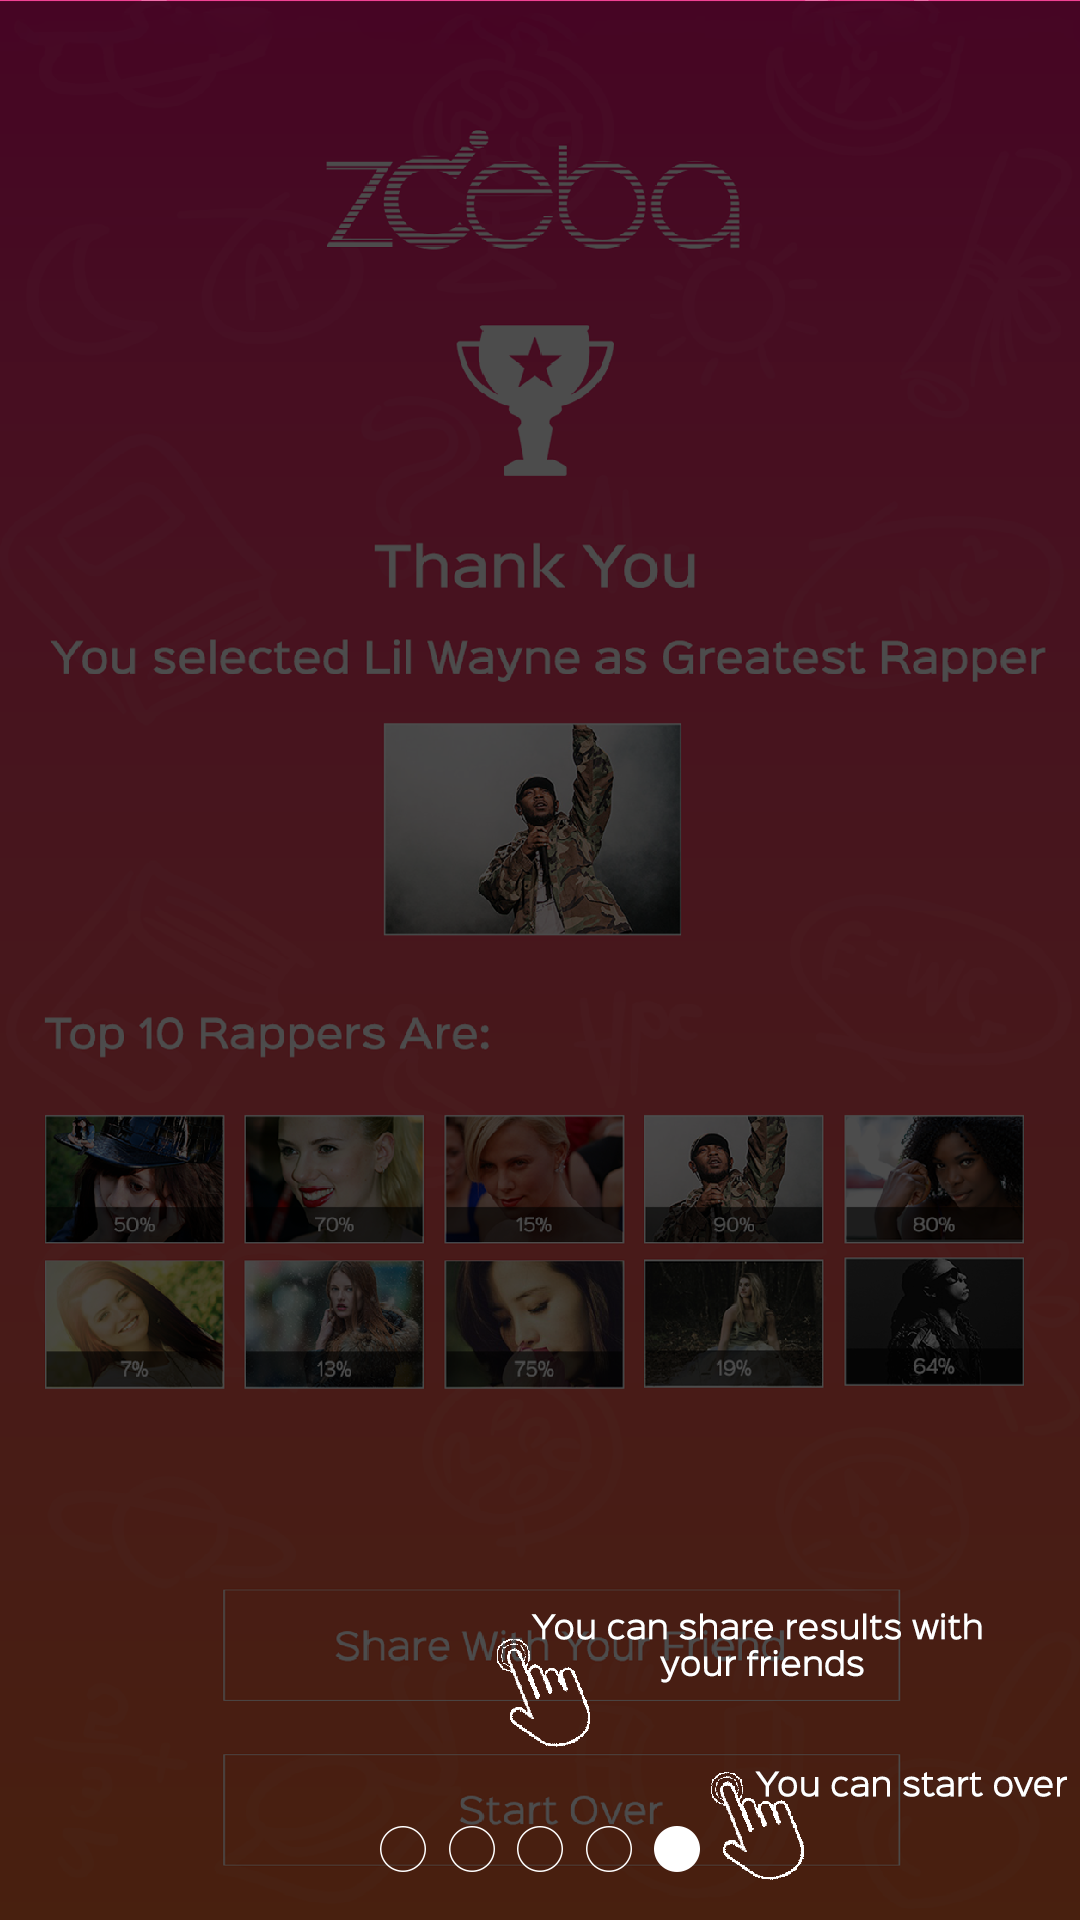 zceba
Thank You
You selected Lil Wayne as Greatest Rapper
Top 10 Rappers Are:
50% 70% 15% 90% 80%
7% 13% 75% 19% 64%
Share With Your Friend
You can share results with
your friends
You can start over
Start Over